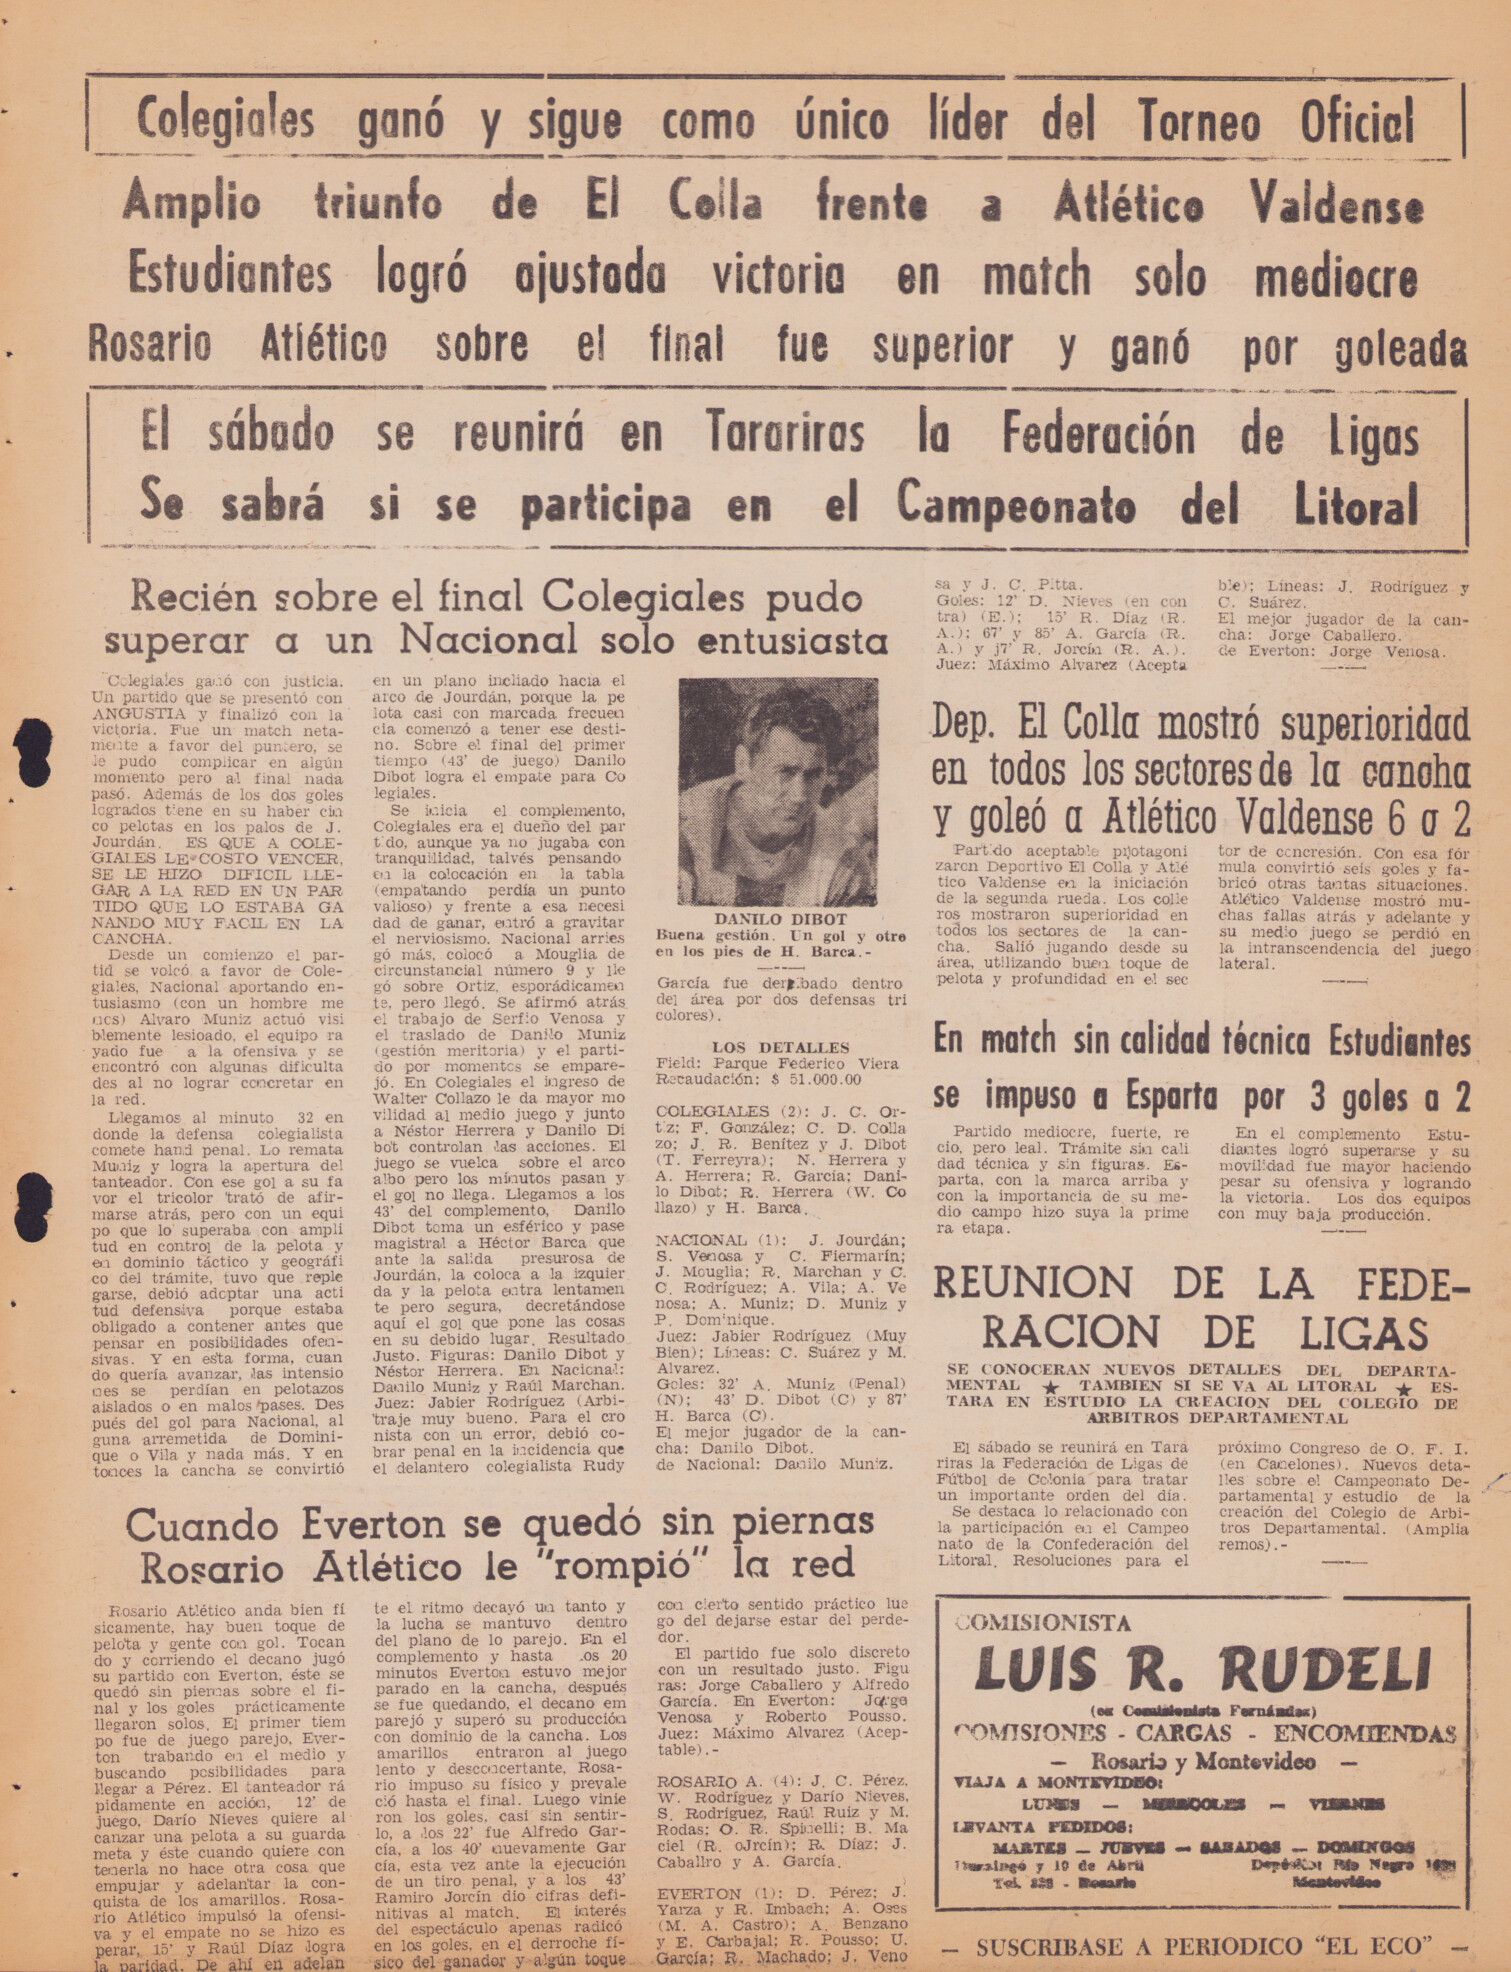 Colegiales ganó y sigue como único líder del Torneo Oficial
Amplio triunfo de El Colla frente a Atlético Valdense
Estudiantes logró ajustada victoria en match solo mediocre
Rosario Atlético sobre el final fue superior y ganó por goleada
El sábado se reunirá en Tarariras la Federación de Ligas
Se sabrá si se participa en el Campeonato del Litoral
Recién sobre el final Colegiales pudo
superar a un Nacional solo entusiasta
Colegiales ganó con justicia.
Un partido que se presentó con
ANGUSTIA y finalizó con la
victoria. Fue un match neta-
mente a favor del puntero, se
le pudo complicar en algún
momento pero al final nada
pasó. Además de los dos goles
logrados tiene en su haber cin
co pelotas en los palos de J.
Jourdán. ES QUE A COLE-
GIALES LE COSTO VENCER,
SE LE HIZO DIFICIL LLE-
GAR A LA RED EN UN PAR
TIDO QUE LO ESTABA GA
NANDO MUY FACIL EN LA
CANCHA.
Desde un comienzo el par-
tid se volcó a favor de Cole-
giales, Nacional aportando en-
tusiasmo (con un hombre me
nos) Alvaro Muniz actuó visi
blemente lesioado, el equipo ra
yado fue a la ofensiva y se
encontró con algunas dificulta
des al no lograr concretar en
la red.
Llegamos al minuto 32 en
donde la defensa colegialista
comete hand penal. Lo remata
Muniz y logra la apertura del
tanteador. Con ese gol a su fa
vor el tricolor trató de afir-
marse atrás, pero con un equi
po que lo superaba con ampli
tud en control de la pelota y
en dominio táctico y geográfi
co del trámite, tuvo que reple
garse, debió adoptar una acti
tud defensiva porque estaba
obligado a contener antes que
pensar en posibilidades ofen-
sivas. Y en esta forma, cuan
do quería avanzar, las intensio
nes se perdían en pelotazos
aislados o en malos pases. Des
pués del gol para Nacional, al
guna arremetida de Domini-
que o Vila y nada más. Y en
tonces la cancha se convirtió
en un plano incliado hacia el
arco de Jourdán, porque la pe
lota casi con marcada frecuen
cia comenzó a tener ese desti-
no. Sobre el final del primer
tiempo (43' de juego) Danilo
Dibot logra el empate para Co
legiales.
Se inicia el complemento,
Colegiales era el dueño del par
tido, aunque ya no jugaba con
tranquilidad, talvés pensando
en la colocación en la tabla
(empatando perdía un punto
valioso) y frente a esa necesi
dad de ganar, entró a gravitar
el nerviosismo. Nacional arries
gó más, colocó a Mouglia de
circunstancial número 9 y lle
gó sobre Ortiz, esporádicamen
te, pero llegó. Se afirmó atrás
el trabajo de Serfio Venosa y
el traslado de Danilo Muniz
(gestión meritoria) y el parti-
do por momentos se empare-
jó. En Colegiales el ingreso de
Walter Collazo le da mayor mo
vilidad al medio juego y junto
a Néstor Herrera y Danilo Di
bot controlan las acciones. El
juego se vuelca sobre el arco
albo pero los minutos pasan y
el gol no llega. Llegamos a los
43' del complemento, Danilo
Dibot toma un esférico y pase
magistral a Héctor Barca que
ante la salida presurosa de
Jourdán, la coloca a la izquier
da y la pelota entra lentamen
te pero segura, decretándose
aquí el gol que pone las cosas
en su debido lugar. Resultado
Justo. Figuras: Danilo Dibot y
Néstor Herrera. En Nacional:
Danilo Muniz y Raúl Marchan.
Juez: Jabier Rodríguez (Arbi-
traje muy bueno. Para el cro
nista con un error, debió co-
brar penal en la incidencia que
el delantero colegialista Rudy
DANILO DIBOT
Buena gestión. Un gol y otro
en los pies de H. Barca.-
García fue derribado dentro
del área por dos defensas tri
colores).
LOS DETALLES
Field: Parque Federico Viera
Recaudación: $ 51.000.00
COLEGIALES (2): J. C. Or-
tiz; F. González; C. D. Colla
zo; J. R. Benítez y J. Dibot
(T. Ferreyra); N. Herrera y
A. Herrera; R. García; Dani-
lo Dibot; R. Herrera (W. Co
llazo) y H. Barca.
NACIONAL (1): J. Jourdán;
S. Venosa y C. Fiermarín;
J. Mouglia; R. Marchan y C.
C. Rodríguez; A. Vila; A. Ve
nosa; A. Muniz; D. Muniz y
P. Dominique.
Juez: Jabier Rodríguez (Muy
Bien); Líneas: C. Suárez y M.
Alvarez.
Goles: 32' A. Muniz (Penal)
(N); 43' D. Dibot (C) y 87'
H. Barca (C).
El mejor jugador de la can-
cha: Danilo Dibot.
de Nacional: Danilo Muniz.
Cuando Everton se quedó sin piernas
Rosario Atlético le "rompió" la red
Rosario Atlético anda bien fí
sicamente, hay buen toque de
pelota y gente con gol. Tocan
do y corriendo el decano jugó
su partido con Everton, éste se
quedó sin piernas sobre el fi-
nal y los goles prácticamente
llegaron solos. El primer tiem
po fue de juego parejo, Ever-
ton trabando en el medio y
buscando posibilidades para
llegar a Pérez. El tanteador rá
pidamente en acción, 12' de
juego, Darío Nieves quiere al
canzar una pelota a su guarda
meta y éste cuando quiere con
tenerla no hace otra cosa que
empujar y adelantar la con-
quista de los amarillos. Rosa-
rio Atlético impulsó la ofensi-
va y el empate no se hizo es
perar, 15' y Raúl Díaz logra
la paridad. De ahí en adelan
te el ritmo decayó un tanto y
la lucha se mantuvo dentro
del plano de lo parejo. En el
complemento y hasta los 20
minutos Everton estuvo mejor
parado en la cancha, después
se fue quedando, el decano em
parejó y superó su producción
con dominio de la cancha. Los
amarillos entraron al juego
lento y desconcertante, Rosa-
rio impuso su físico y prevale
ció hasta el final. Luego vinie
ron los goles, casi sin sentir-
lo, a los 22' fue Alfredo Gar-
cía, a los 40' nuevamente Gar
cía, esta vez ante la ejecución
de un tiro penal, y a los 43'
Ramiro Jorcín dio cifras defi-
nitivas al match. El interés
del espectáculo apenas radicó
en los goles, en el derroche fí-
sico del ganador y algún toque
con cierto sentido práctico lue
go del dejarse estar del perde-
dor.
El partido fue solo discreto
con un resultado justo. Figu
ras: Jorge Caballero y Alfredo
García. En Everton: Jorge
Venosa y Roberto Pousso.
Juez: Máximo Alvarez (Acep-
table).-
ROSARIO A. (4): J. C. Pérez,
W. Rodríguez y Darío Nieves,
S. Rodríguez, Raúl Ruiz y M.
Rodas; O. R. Spinelli; B. Ma
ciel (R. oJrcín); R. Díaz; J.
Caballro y A. García.
EVERTON (1): D. Pérez; J.
Yarza y R. Imbach; A. Oses
(M. A. Castro); A. Benzano
y E. Carbajal; R. Pousso; U.
García; R. Machado; J. Veno
sa y J. C. Pitta.
Goles: 12' D. Nieves (en con
tra) (E.); 15' R. Díaz (R.
A.); 67' y 85' A. García (R.
A.) y j7' R. Jorcín (R. A.).
Juez: Máximo Alvarez (Acepta
ble); Líneas: J. Rodríguez y
C. Suárez.
El mejor jugador de la can-
cha: Jorge Caballero.
de Everton: Jorge Venosa.
Dep. El Colla mostró superioridad
en todos los sectores de la cancha
y goleó a Atlético Valdense 6 a 2
Partido aceptable protagoni
zaron Deportivo El Colla y Atlé
tico Valdense en la iniciación
de la segunda rueda. Los colle
ros mostraron superioridad en
todos los sectores de la can-
cha. Salió jugando desde su
área, utilizando buen toque de
pelota y profundidad en el sec
tor de concresión. Con esa fór
mula convirtió seis goles y fa-
bricó otras tantas situaciones.
Atlético Valdense mostró mu-
chas fallas atrás y adelante y
su medio juego se perdió en
la intranscendencia del juego
lateral.
En match sin calidad técnica Estudiantes
se impuso a Esparta por 3 goles a 2
Partido mediocre, fuerte, re
cio, pero leal. Trámite sin cali
dad técnica y sin figuras. Es-
parta, con la marca arriba y
con la importancia de su me-
dio campo hizo suya la prime
ra etapa.
En el complemento Estu-
diantes logró superarse y su
movilidad fue mayor haciendo
pesar su ofensiva y logrando
la victoria. Los dos equipos
con muy baja producción.
REUNION DE LA FEDE-
RACION DE LIGAS
SE CONOCERAN NUEVOS DETALLES DEL DEPARTA-
MENTAL ★ TAMBIEN SI SE VA AL LITORAL ★ ES-
TARA EN ESTUDIO LA CREACION DEL COLEGIO DE
ARBITROS DEPARTAMENTAL
El sábado se reunirá en Tara
riras la Federación de Ligas de
Fútbol de Colonia para tratar
un importante orden del día.
Se destaca lo relacionado con
la participación en el Campeo
nato de la Confederación del
Litoral. Resoluciones para el
próximo Congreso de O. F. I.
(en Canelones). Nuevos deta-
lles sobre el Campeonato De-
partamental y estudio de la
creación del Colegio de Arbi-
tros Departamental. (Amplia
remos).-
COMISIONISTA
LUIS R. RUDELI
(ex Comisionista Fernández)
COMISIONES - CARGAS - ENCOMIENDAS
— Rosario y Montevideo —
VIAJA A MONTEVIDEO:
LUNES — MIERCOLES — VIERNES
LEVANTA PEDIDOS:
MARTES — JUEVES — SABADOS — DOMINGOS
y 19 de Abril
Depósito: Río Negro
Tel. - Rosario
Montevideo
— SUSCRIBASE A PERIODICO "EL ECO" —